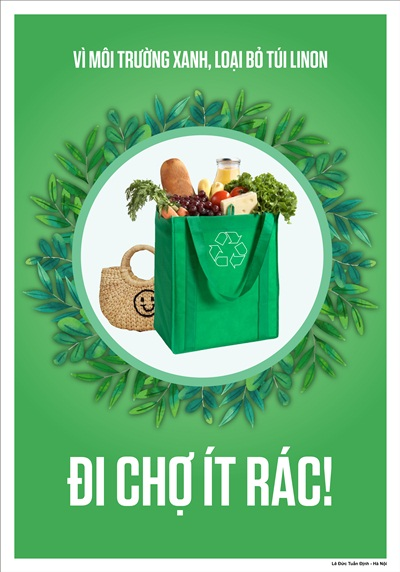 VÌ MÔI TRƯỜNG XANH, LOẠI BỎ TÚI LINON
ĐI CHỢ ÍT RÁC!
Lê Đức Tuấn Định - Hà Nội